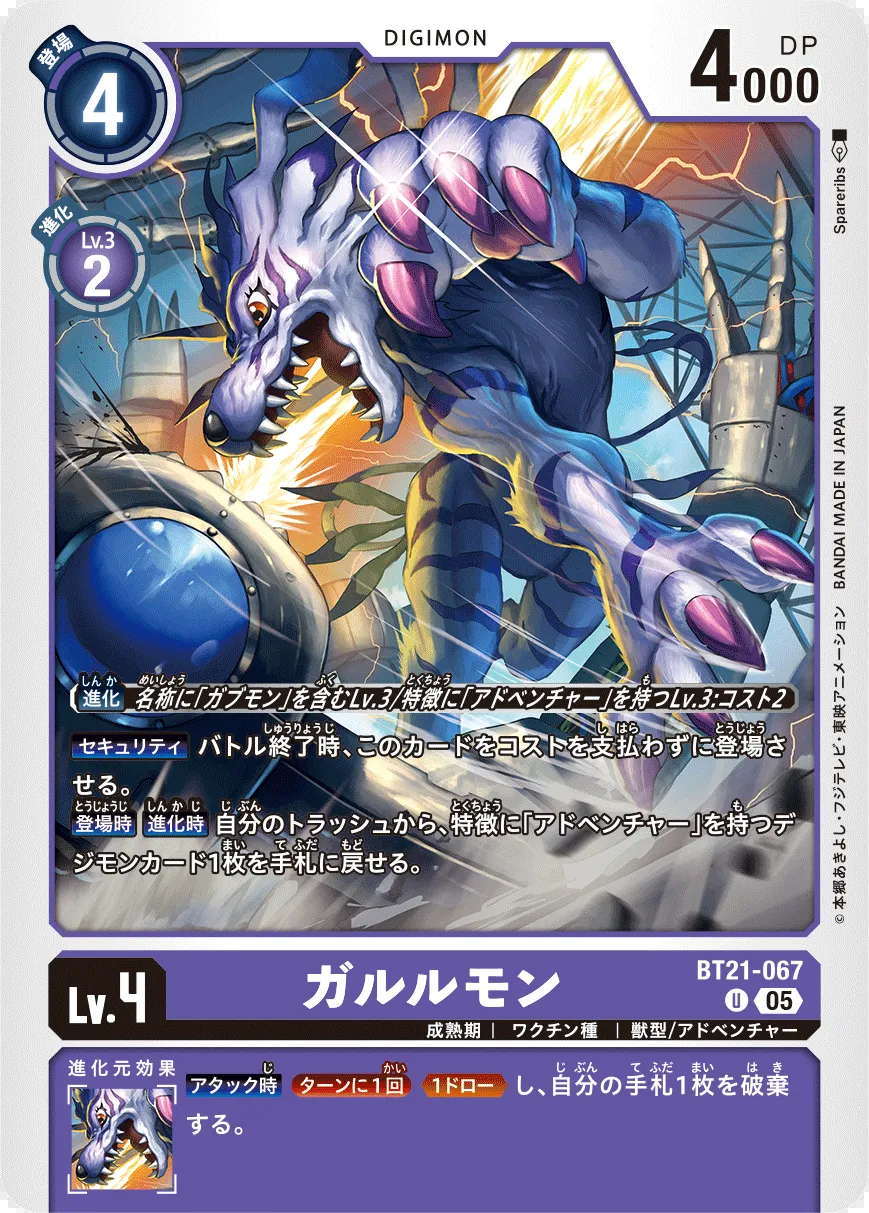 DIGIMON
登場
4
DP
4000
進化
Lv.3
2
Spareribs
進化 名称に「ガブモン」を含むLv.3/特徴に「アドベンチャー」を持つLv.3:コスト2
セキュリティ バトル終了時、このカードをコストを支払わずに登場さ
せる。
登場時 進化時 自分のトラッシュから、特徴に「アドベンチャー」を持つデ
ジモンカード1枚を手札に戻せる。
©本郷あきよし・フジテレビ・東映アニメーション BANDAI MADE IN JAPAN
Lv.4
ガルルモン
BT21-067
U 05
成熟期 | ワクチン種 | 獣型/アドベンチャー
進化元効果
アタック時 ターンに1回 1ドロー し、自分の手札1枚を破棄
する。